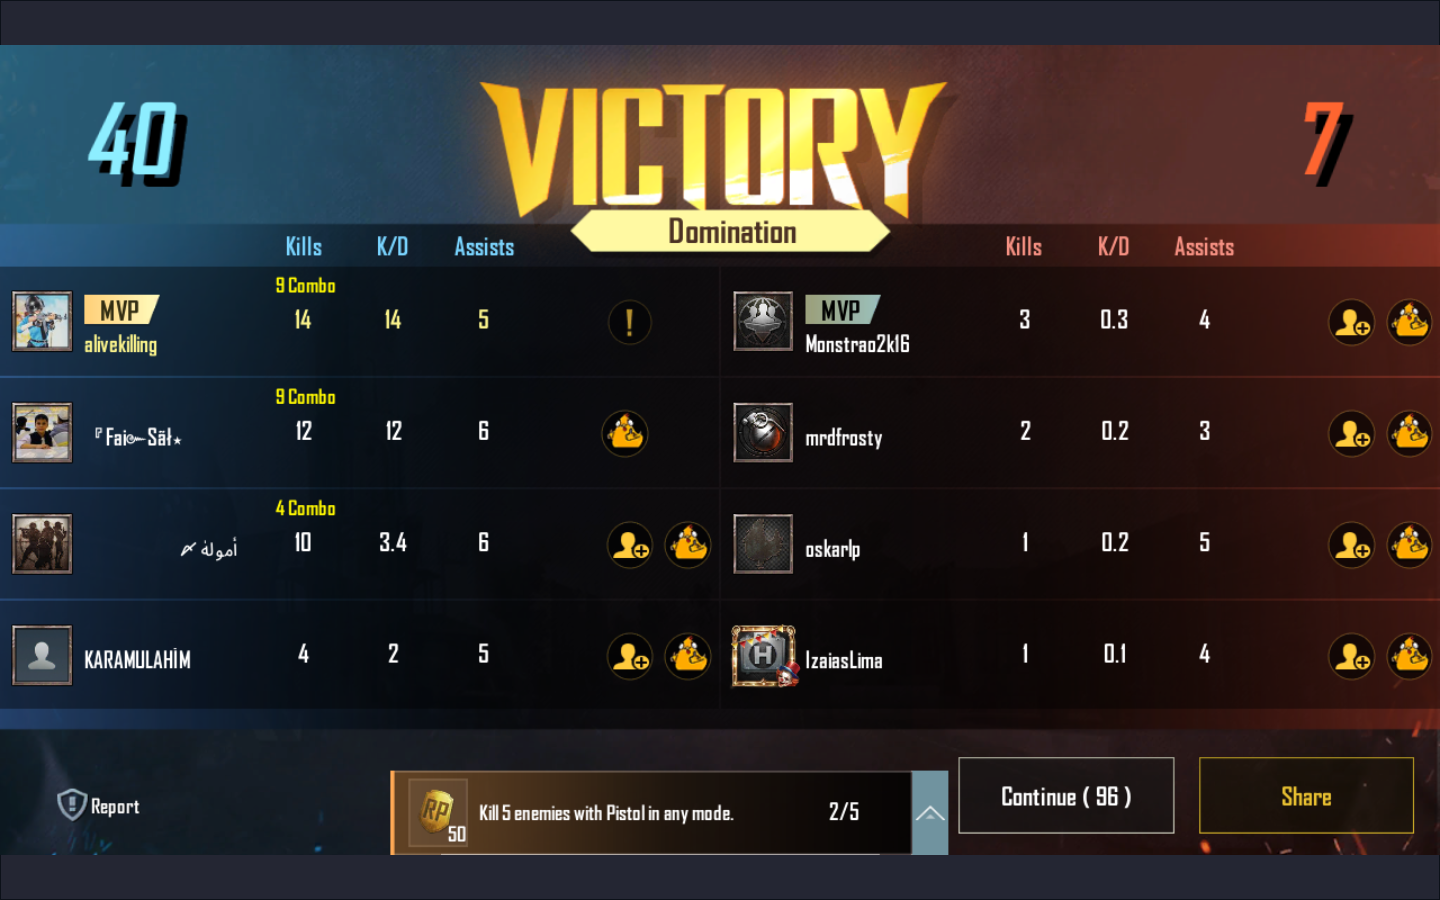 VICTORY
40
7
Domination
Kills K/D Assists
Kills K/D Assists
9 Combo
MVP
14 14 5
alivekilling
MVP
3 0.3 4
Monstrao2k16
9 Combo
12 12 6
mrdfrosty 2 0.2 3
4 Combo
أمولة 10 3.4 6
oskarlp 1 0.2 5
KARAMULAHİM 4 2 5
IzaiasLima 1 0.1 4
H
Report
RP
50
Kill 5 enemies with Pistol in any mode. 2/5
Continue ( 96 )
Share